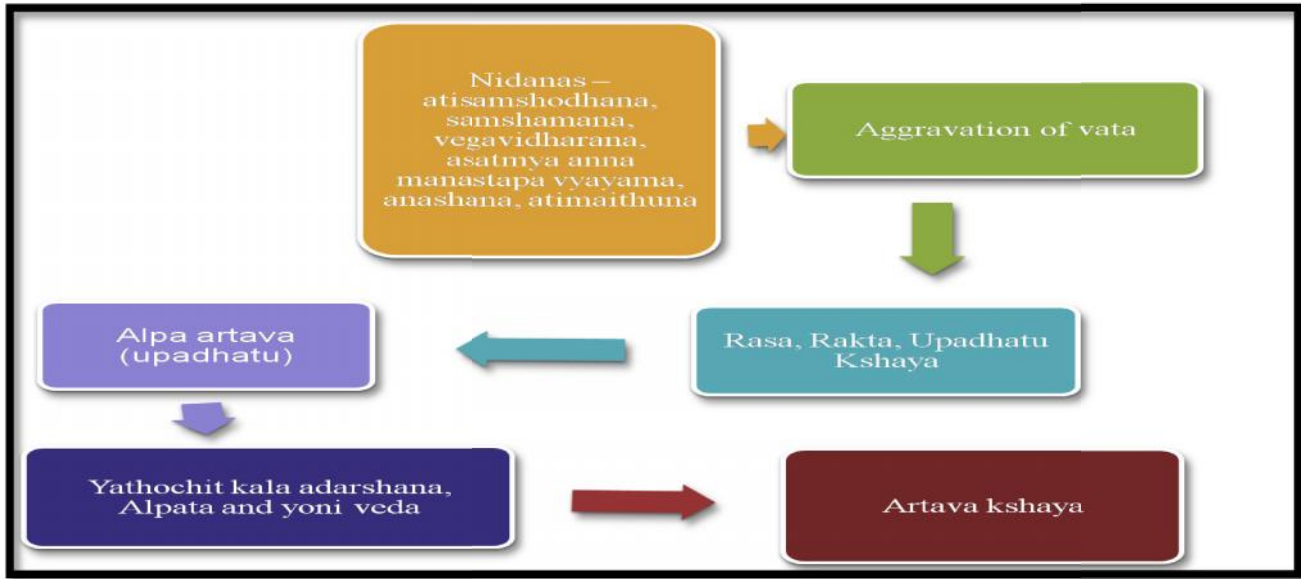 Nidanas –
atisamshodhana,
samshamana,
vegavidharana,
asatmya anna
manastapa vyayama,
anashana, atimaithuna
Aggravation of vata
Rasa, Rakta, Upadhatu
Kshaya
Alpa artava
(upadhatu)
Yathochit kala adarshana,
Alpata and yoni veda
Artava kshaya